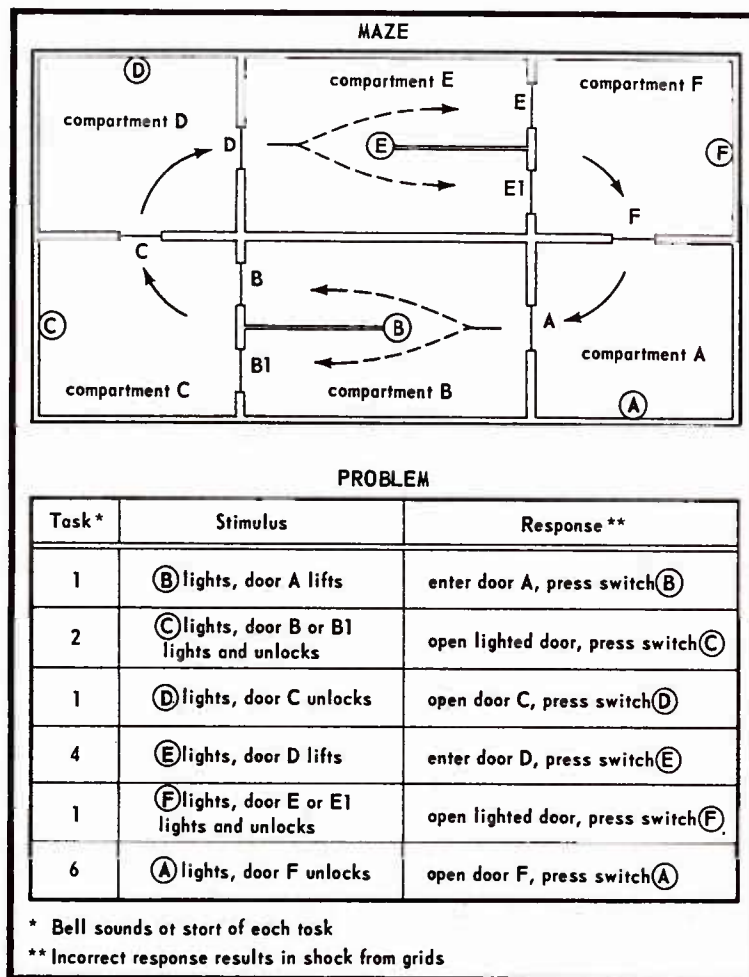 MAZE
D
compartment E
compartment F
compartment D
E
D
E
F
E1
F
C
B
C
B
A
B1
compartment A
compartment C
compartment B
A
PROBLEM
Task* Stimulus Response **
1 B lights, door A lifts enter door A, press switch B
2 C lights, door B or B1
lights and unlocks open lighted door, press switch C
1 D lights, door C unlocks open door C, press switch D
4 E lights, door D lifts enter door D, press switch E
1 F lights, door E or E1
lights and unlocks open lighted door, press switch F.
6 A lights, door F unlocks open door F, press switch A
* Bell sounds at start of each task
** Incorrect response results in shock from grids